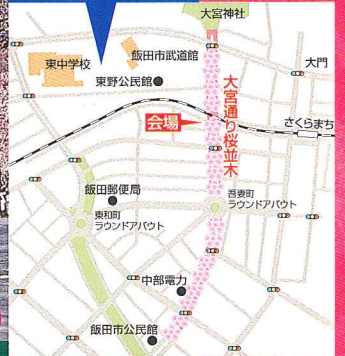 大宮神社
飯田市武道館
東中学校
大門
東野公民館
大宮通り桜並木
会場
さくらまち
飯田郵便局
吾妻町
ラウンドアバウト
東和町
ラウンドアバウト
中部電力
飯田市公民館